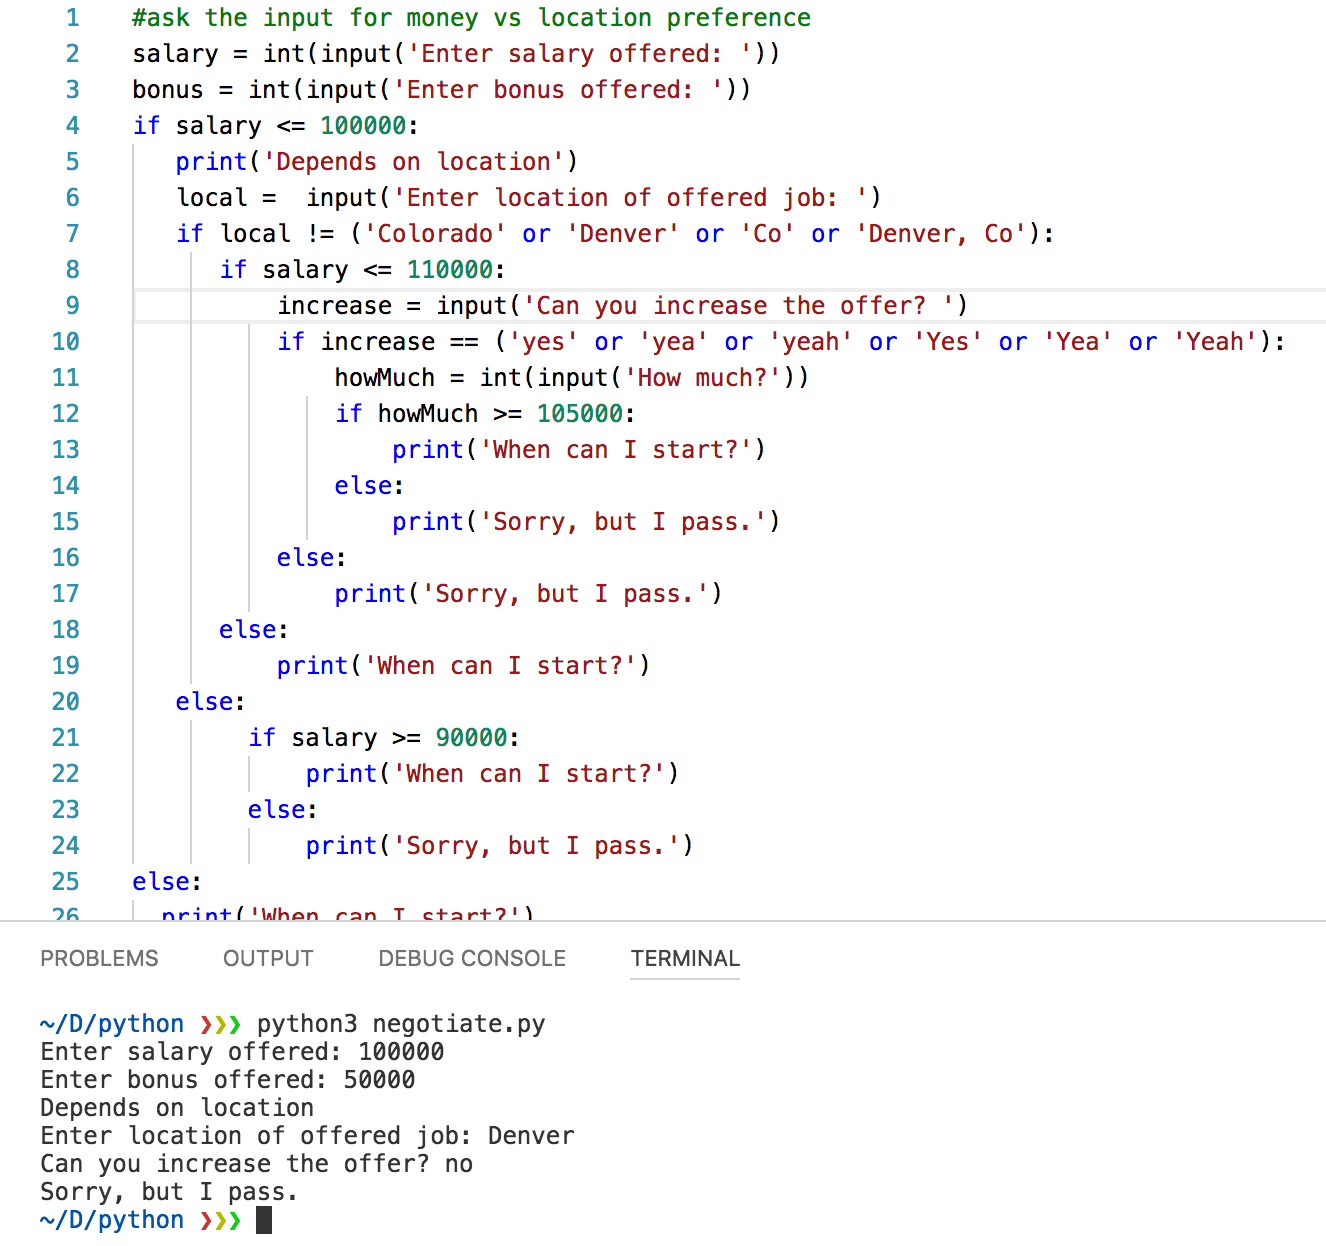 1 #ask the input for money vs location preference
2 salary = int(input('Enter salary offered: '))
3 bonus = int(input('Enter bonus offered: '))
4 if salary <= 100000:
5 print('Depends on location')
6 local =  input('Enter location of offered job: ')
7 if local != ('Colorado' or 'Denver' or 'Co' or 'Denver, Co'):
8 if salary <= 110000:
9 increase = input('Can you increase the offer? ')
10 if increase == ('yes' or 'yea' or 'yeah' or 'Yes' or 'Yea' or 'Yeah'):
11 howMuch = int(input('How much?'))
12 if howMuch >= 105000:
13 print('When can I start?')
14 else:
15 print('Sorry, but I pass.')
16 else:
17 print('Sorry, but I pass.')
18 else:
19 print('When can I start?')
20 else:
21 if salary >= 90000:
22 print('When can I start?')
23 else:
24 print('Sorry, but I pass.')
25 else:
26 print('When can I start?')
PROBLEMS OUTPUT DEBUG CONSOLE TERMINAL
~/D/python ❯❯❯ python3 negotiate.py
Enter salary offered: 100000
Enter bonus offered: 50000
Depends on location
Enter location of offered job: Denver
Can you increase the offer? no
Sorry, but I pass.
~/D/python ❯❯❯